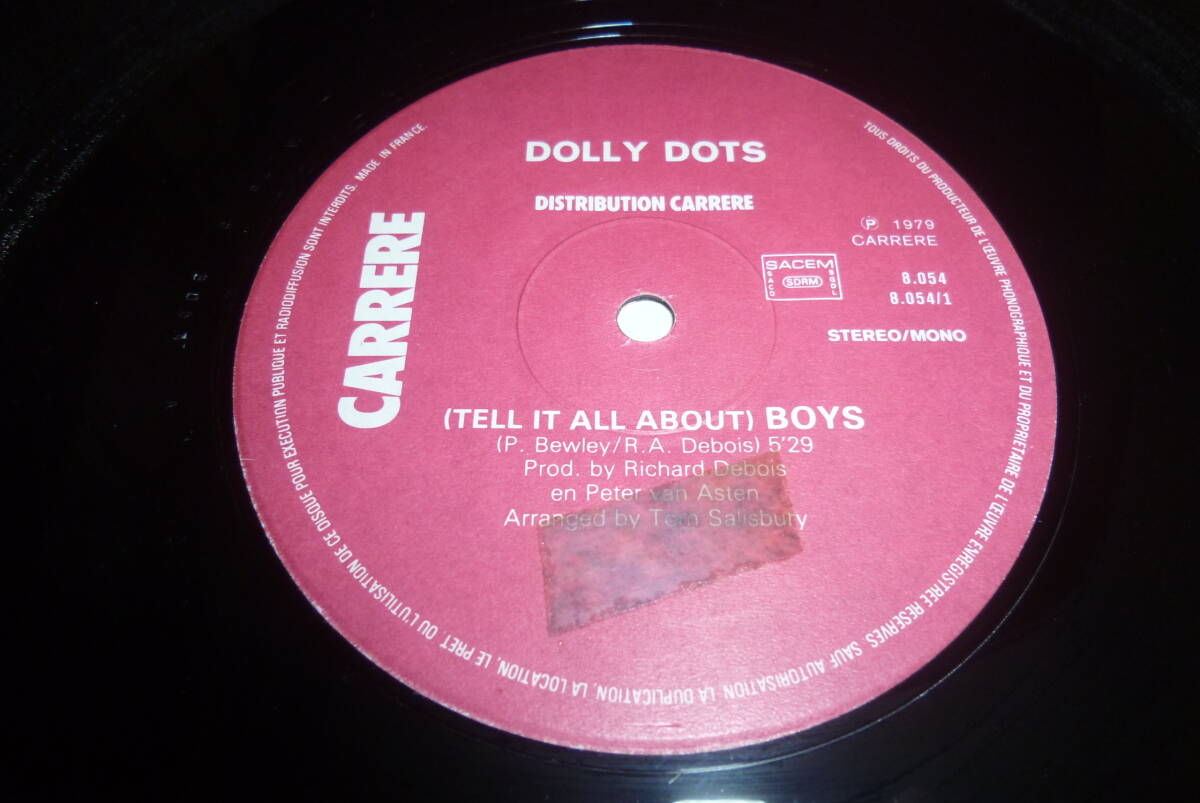 DOLLY DOTS
DISTRIBUTION CARRERE
CARRERE
℗ 1979
CARRERE
SACEM
SACD
SDRM
SGDL
8.054
8.054/1
STEREO/MONO
(TELL IT ALL ABOUT) BOYS
(P. Bewley/R.A. Debois) 5'29
Prod. by Richard Debois
en Peter van Asten
Arranged by Tom Salisbury
TOUS DROITS DU PRODUCTEUR DE L'ŒUVRE PHONOGRAPHIQUE ET DU PROPRIETAIRE DE L'ŒUVRE ENREGISTREE RESERVES. SAUF AUTORISATION, LA DUPLICATION, LA LOCATION, LE PRET OU L'UTILISATION DE CE DISQUE POUR EXECUTION PUBLIQUE ET RADIODIFFUSION SONT INTERDITS. MADE IN FRANCE.